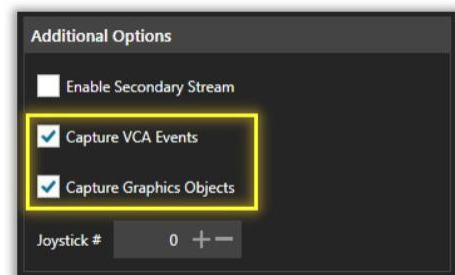 Additional Options
Enable Secondary Stream
Capture VCA Events
Capture Graphics Objects
Joystick # 0